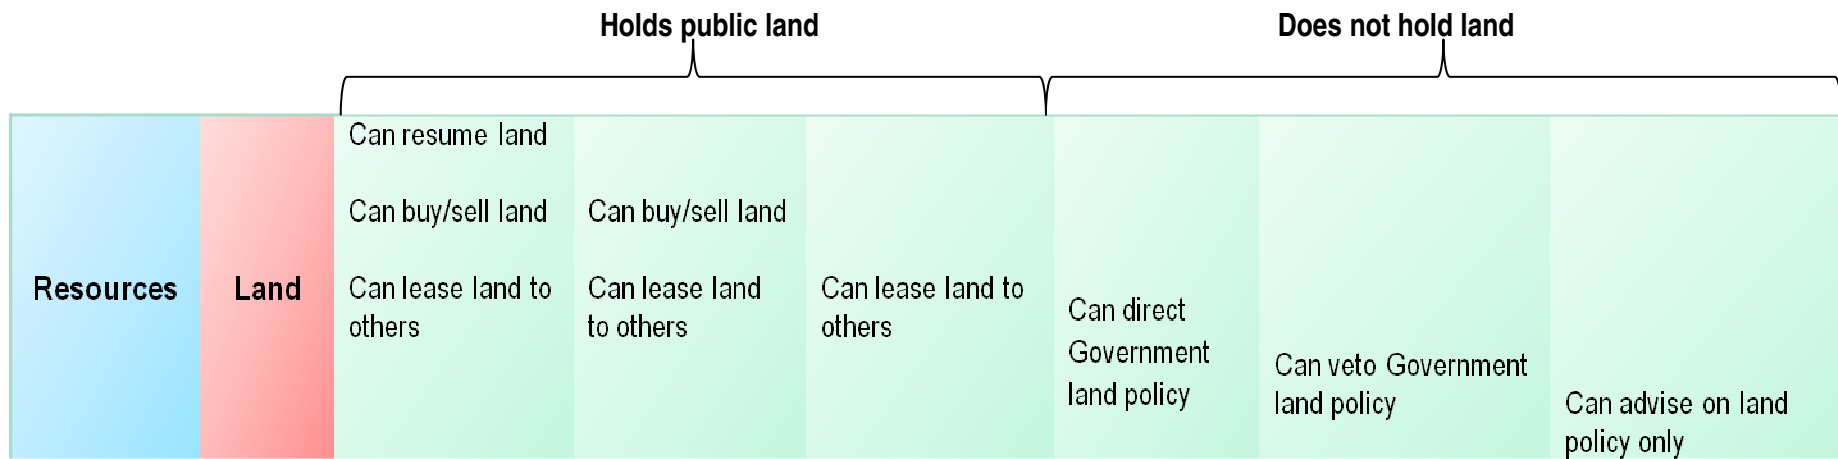 Holds public land
Does not hold land
Resources
Land
Can resume land
Can buy/sell land
Can lease land to
others
Can buy/sell land
Can lease land
to others
Can lease land to
others
Can direct
Government
land policy
Can veto Government
land policy
Can advise on land
policy only